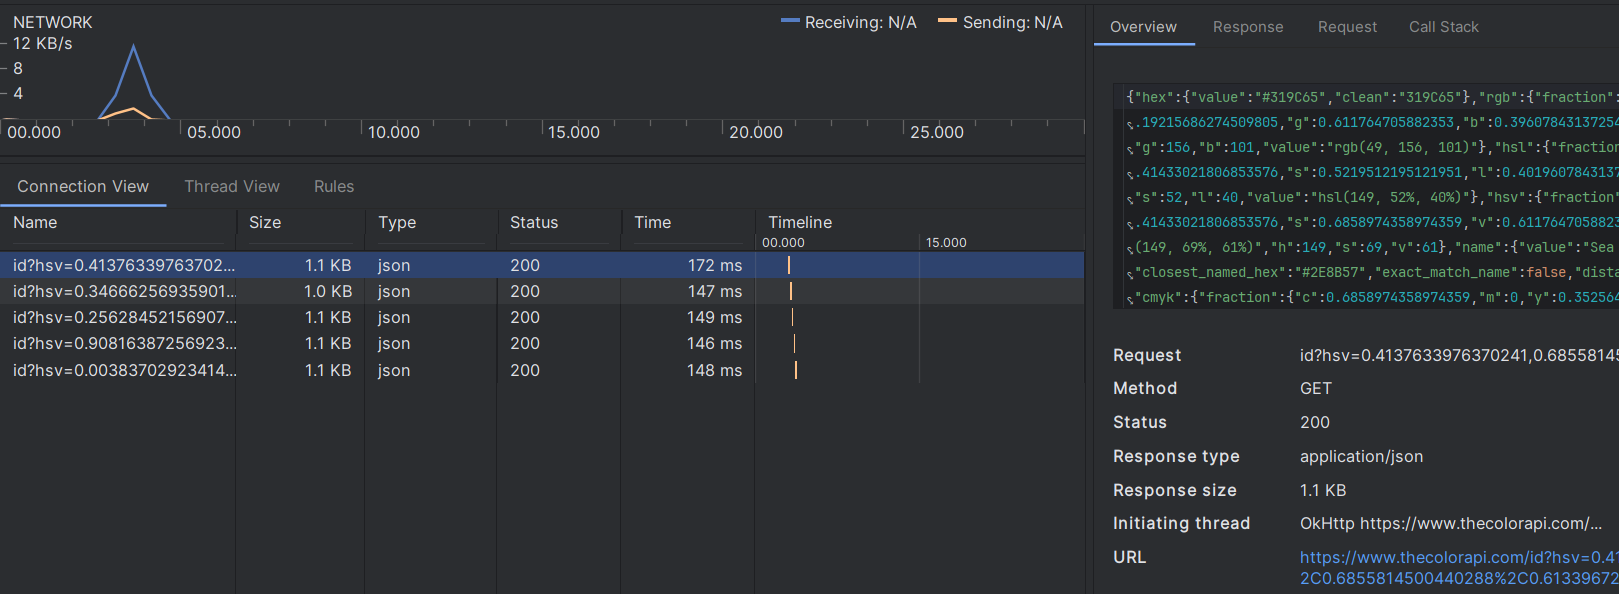 NETWORK
Receiving: N/A Sending: N/A
12 KB/s
8
4
00.000 05.000 10.000 15.000 20.000 25.000
Connection View Thread View Rules
Name Size Type Status Time Timeline
00.000 15.000
id?hsv=0.41376339763702... 1.1 KB json 200 172 ms
id?hsv=0.34666256935901... 1.0 KB json 200 147 ms
id?hsv=0.25628452156907... 1.1 KB json 200 149 ms
id?hsv=0.90816387256923... 1.1 KB json 200 146 ms
id?hsv=0.00383702923414... 1.1 KB json 200 148 ms
Overview Response Request Call Stack
{"hex":{"value":"#319C65","clean":"319C65"},"rgb":{"fraction":
.19215686274509805,"g":0.611764705882353,"b":0.39607843137254
"g":156,"b":101,"value":"rgb(49, 156, 101)"},"hsl":{"fraction
.41433021806853576,"s":0.5219512195121951,"l":0.4019607843137
"s":52,"l":40,"value":"hsl(149, 52%, 40%)"},"hsv":{"fraction"
.41433021806853576,"s":0.6858974358974359,"v":0.6117647058823
(149, 69%, 61%)","h":149,"s":69,"v":61},"name":{"value":"Sea
"closest_named_hex":"#2E8B57","exact_match_name":false,"dista
"cmyk":{"fraction":{"c":0.6858974358974359,"m":0,"y":0.352564
Request id?hsv=0.4137633976370241,0.68558145
Method GET
Status 200
Response type application/json
Response size 1.1 KB
Initiating thread OkHttp https://www.thecolorapi.com/...
URL https://www.thecolorapi.com/id?hsv=0.41
2C0.6855814500440288%2C0.61339672